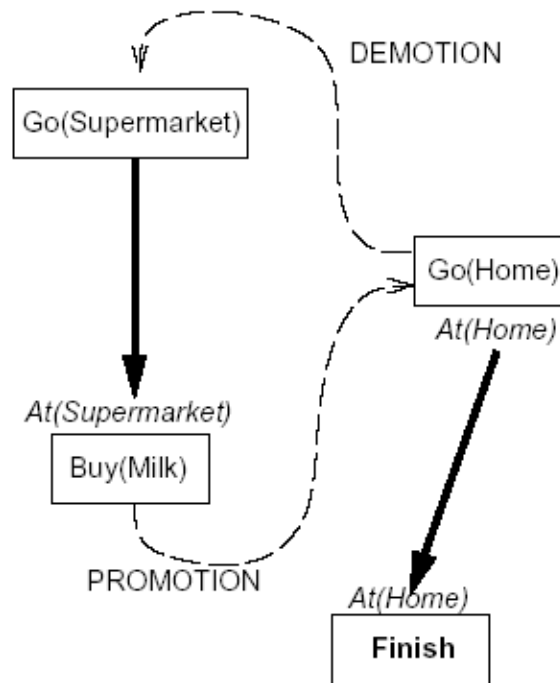 DEMOTION
Go(Supermarket)
Go(Home)
At(Home)
At(Supermarket)
Buy(Milk)
PROMOTION
At(Home)
Finish